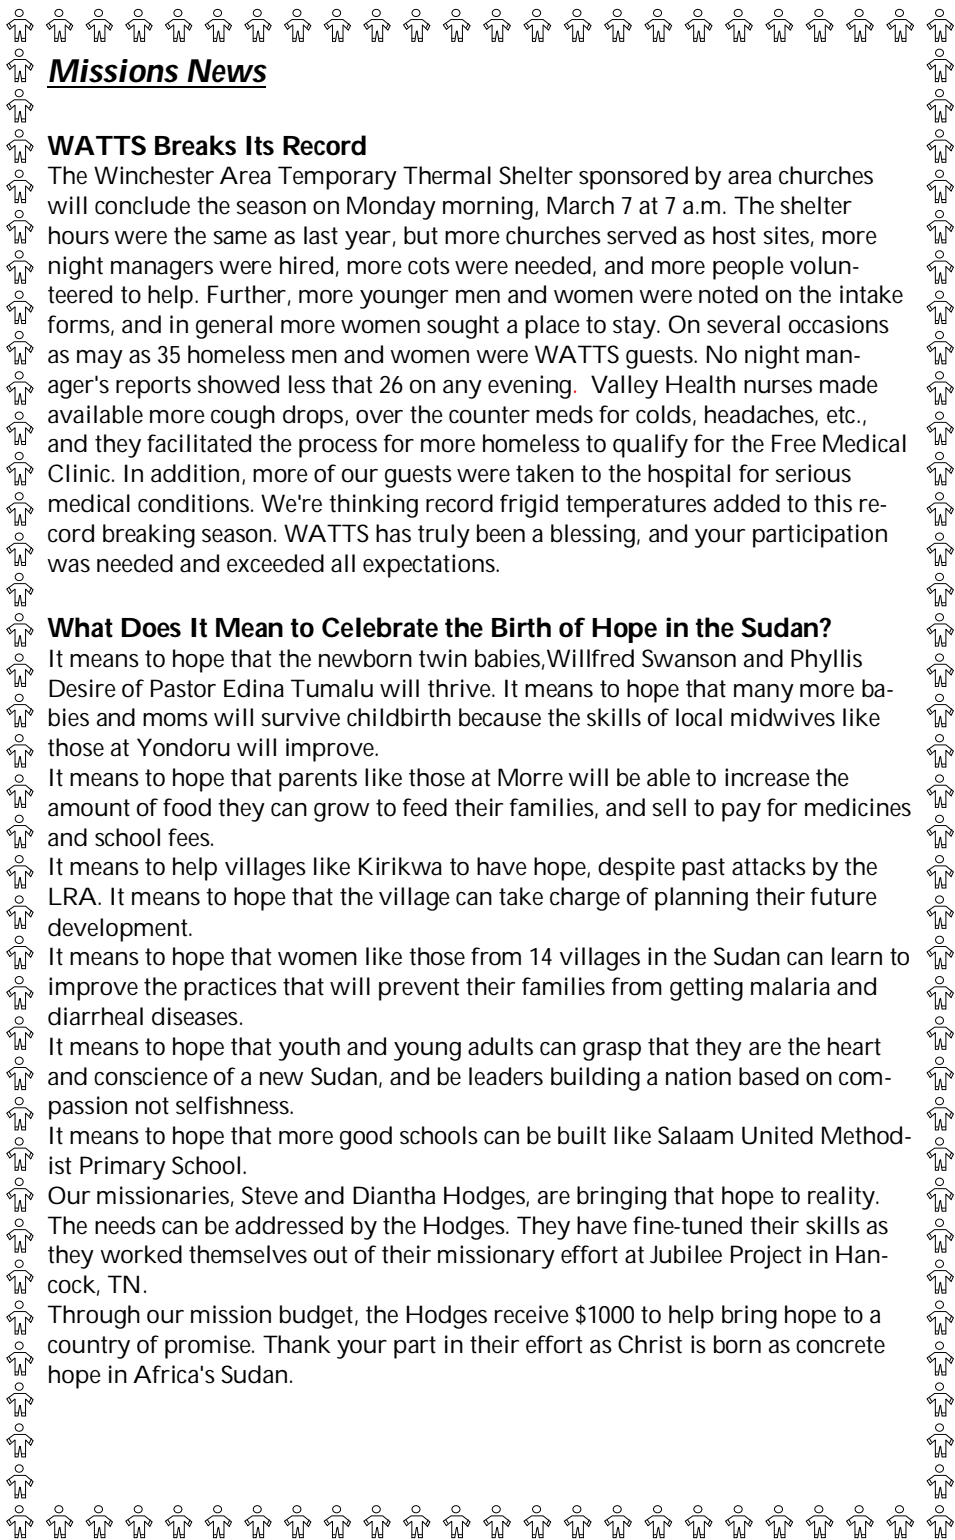 Missions News
WATTS Breaks Its Record
The Winchester Area Temporary Thermal Shelter sponsored by area churches
will conclude the season on Monday morning, March 7 at 7 a.m. The shelter
hours were the same as last year, but more churches served as host sites, more
night managers were hired, more cots were needed, and more people volun-
teered to help. Further, more younger men and women were noted on the intake
forms, and in general more women sought a place to stay. On several occasions
as may as 35 homeless men and women were WATTS guests. No night man-
ager's reports showed less that 26 on any evening.  Valley Health nurses made
available more cough drops, over the counter meds for colds, headaches, etc.,
and they facilitated the process for more homeless to qualify for the Free Medical
Clinic. In addition, more of our guests were taken to the hospital for serious
medical conditions. We're thinking record frigid temperatures added to this re-
cord breaking season. WATTS has truly been a blessing, and your participation
was needed and exceeded all expectations.
What Does It Mean to Celebrate the Birth of Hope in the Sudan?
It means to hope that the newborn twin babies,Willfred Swanson and Phyllis
Desire of Pastor Edina Tumalu will thrive. It means to hope that many more ba-
bies and moms will survive childbirth because the skills of local midwives like
those at Yondoru will improve.
It means to hope that parents like those at Morre will be able to increase the
amount of food they can grow to feed their families, and sell to pay for medicines
and school fees.
It means to help villages like Kirikwa to have hope, despite past attacks by the
LRA. It means to hope that the village can take charge of planning their future
development.
It means to hope that women like those from 14 villages in the Sudan can learn to
improve the practices that will prevent their families from getting malaria and
diarrheal diseases.
It means to hope that youth and young adults can grasp that they are the heart
and conscience of a new Sudan, and be leaders building a nation based on com-
passion not selfishness.
It means to hope that more good schools can be built like Salaam United Method-
ist Primary School.
Our missionaries, Steve and Diantha Hodges, are bringing that hope to reality.
The needs can be addressed by the Hodges. They have fine-tuned their skills as
they worked themselves out of their missionary effort at Jubilee Project in Han-
cock, TN.
Through our mission budget, the Hodges receive $1000 to help bring hope to a
country of promise. Thank your part in their effort as Christ is born as concrete
hope in Africa's Sudan.